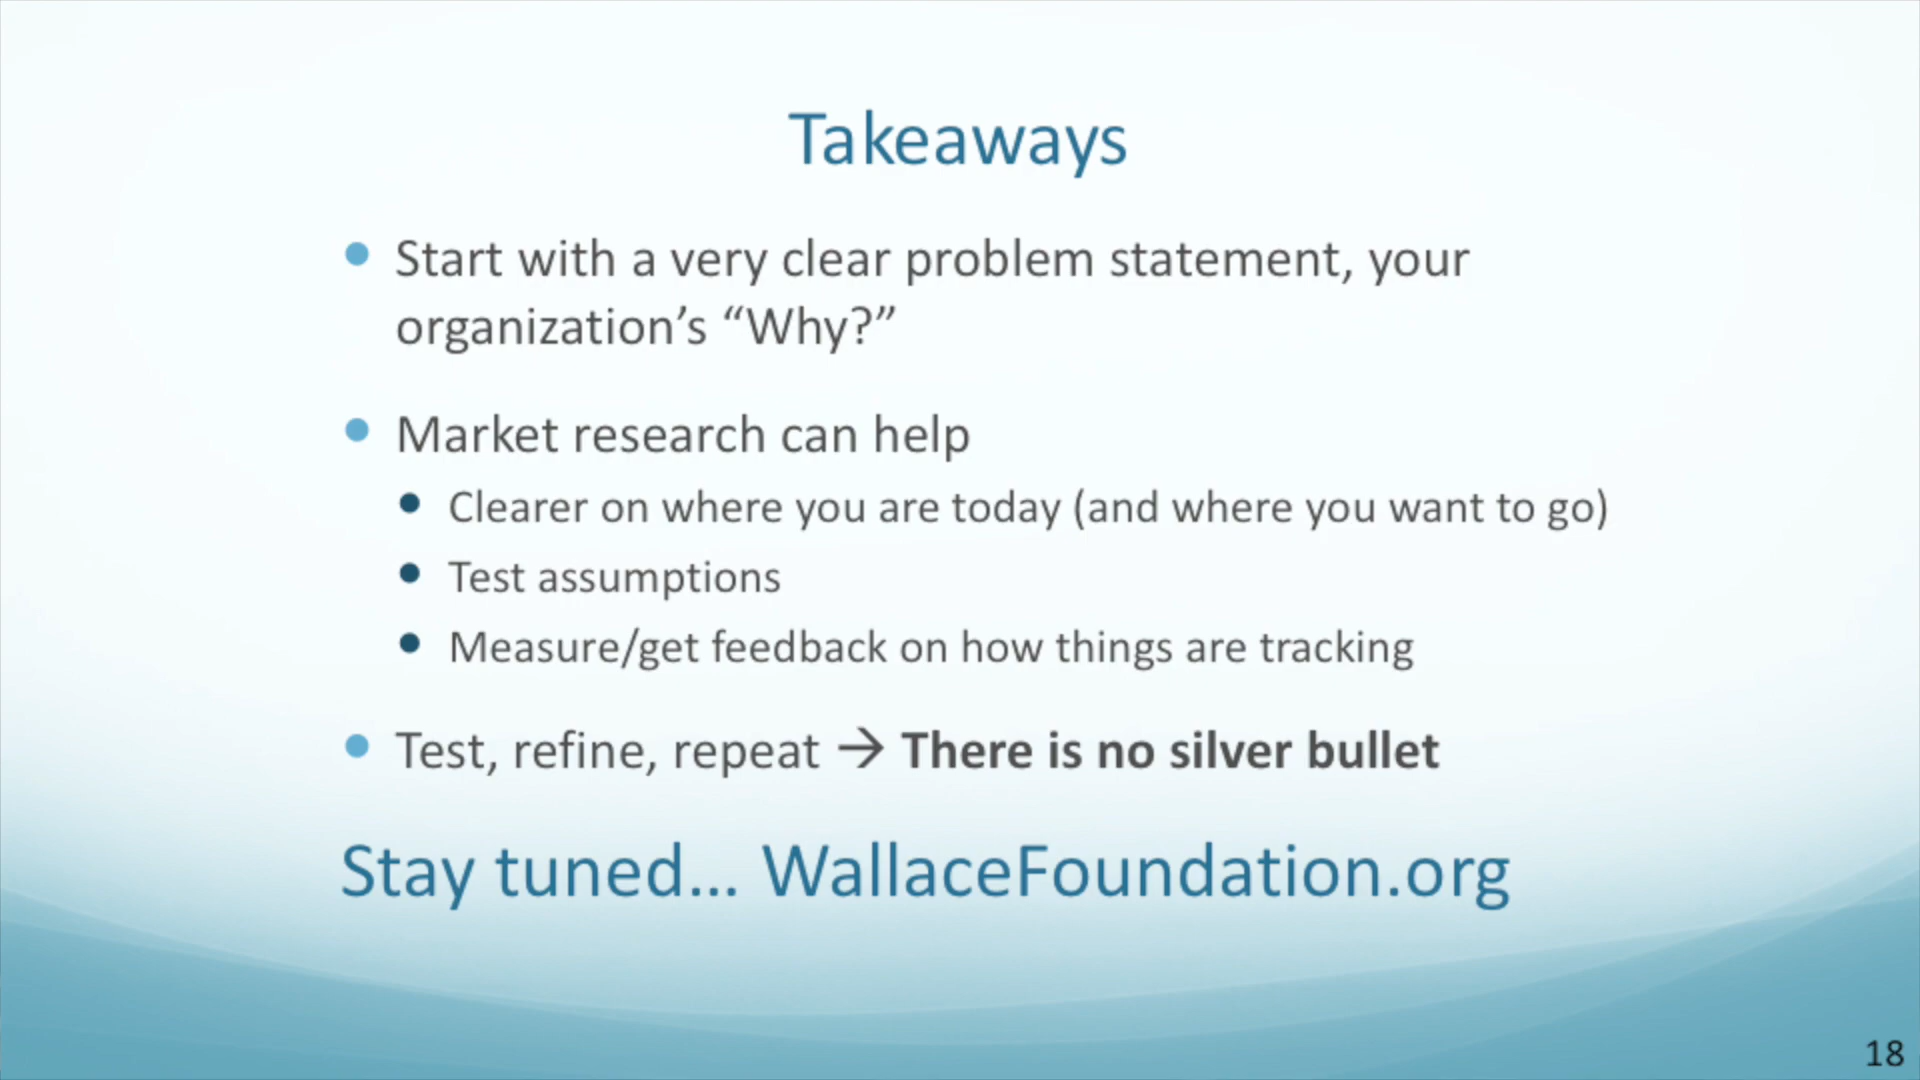 Takeaways
Start with a very clear problem statement, your
organization’s “Why?”
Market research can help
Clearer on where you are today (and where you want to go)
Test assumptions
Measure/get feedback on how things are tracking
Test, refine, repeat → There is no silver bullet
Stay tuned... WallaceFoundation.org
18